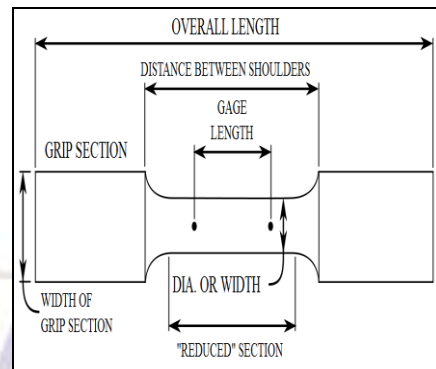 OVERALL LENGTH
DISTANCE BETWEEN SHOULDERS
GAGE
LENGTH
GRIP SECTION
DIA. OR WIDTH
WIDTH OF
GRIP SECTION
"REDUCED" SECTION